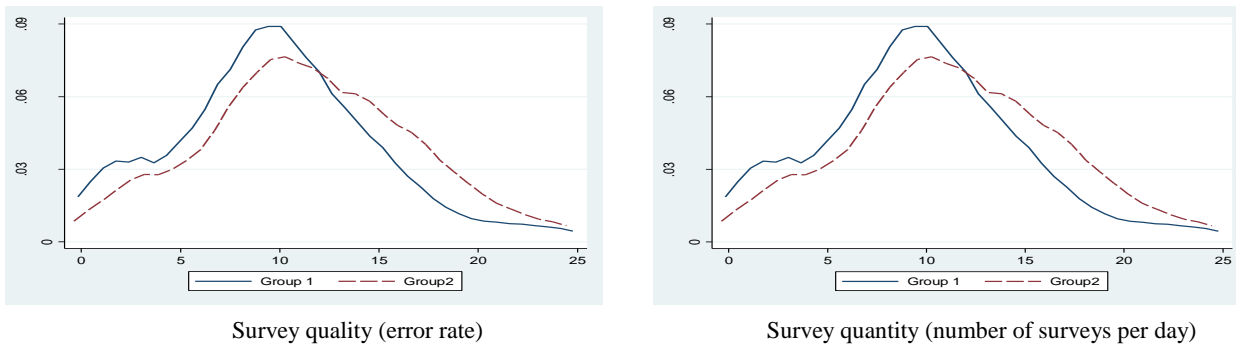 .09
.06
.03
0
0 5 10 15 20 25
Group 1 Group2
Survey quality (error rate)
.09
.06
.03
0
0 5 10 15 20 25
Group 1 Group2
Survey quantity (number of surveys per day)